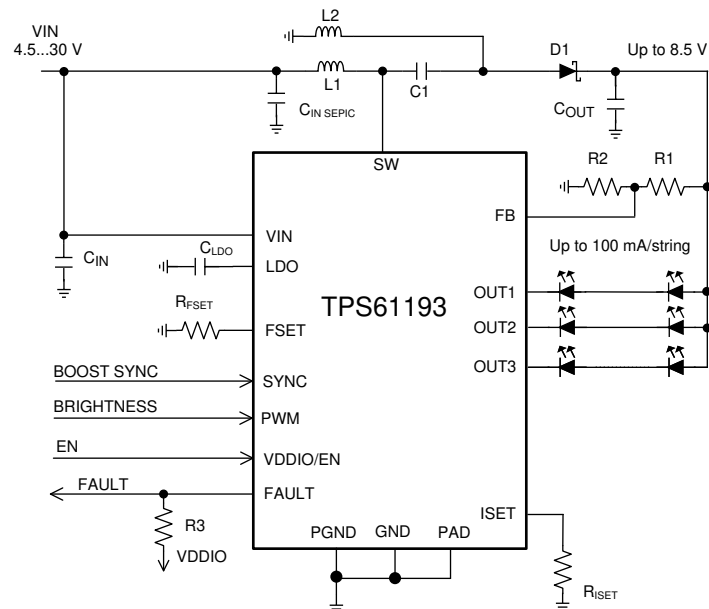 VIN
4.5...30 V
L2
L1
C1
D1
Up to 8.5 V
CIN SEPIC
COUT
SW
R2
R1
FB
VIN
CIN
CLDO
LDO
Up to 100 mA/string
TPS61193
RFSET
FSET
OUT1
OUT2
OUT3
BOOST SYNC
SYNC
BRIGHTNESS
PWM
EN
VDDIO/EN
FAULT
FAULT
ISET
R3
VDDIO
PGND
GND
PAD
RISET